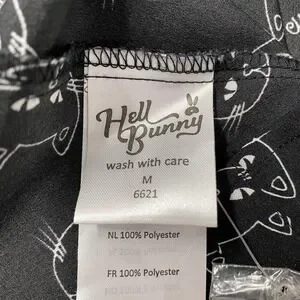 Hell
Bunny
wash with care
M
6621
NL 100% Polyester
FR 100% Polyester